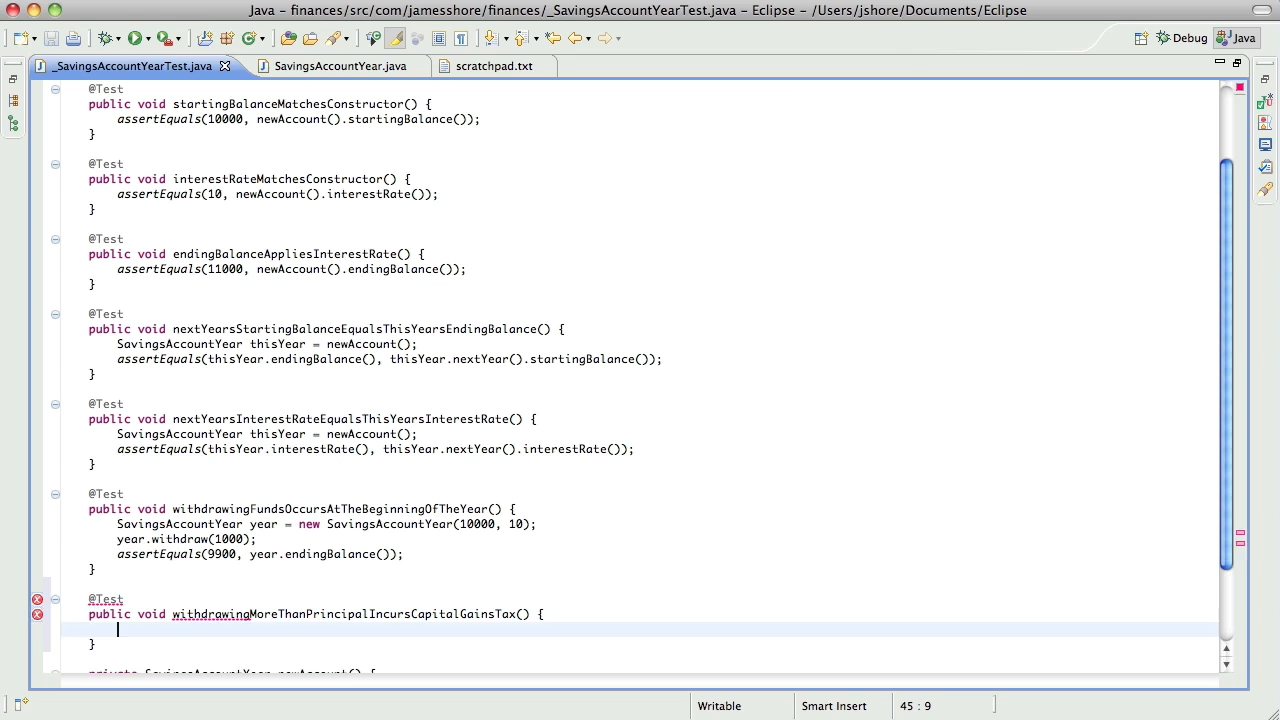 Java - finances/src/com/jamesshore/finances/_SavingsAccountYearTest.java - Eclipse - /Users/jshore/Documents/Eclipse
Debug
Java
_SavingsAccountYearTest.java
SavingsAccountYear.java
scratchpad.txt
@Test
public void startingBalanceMatchesConstructor() {
assertEquals(10000, newAccount().startingBalance());
}
@Test
public void interestRateMatchesConstructor() {
assertEquals(10, newAccount().interestRate());
}
@Test
public void endingBalanceAppliesInterestRate() {
assertEquals(11000, newAccount().endingBalance());
}
@Test
public void nextYearsStartingBalanceEqualsThisYearsEndingBalance() {
SavingsAccountYear thisYear = newAccount();
assertEquals(thisYear.endingBalance(), thisYear.nextYear().startingBalance());
}
@Test
public void nextYearsInterestRateEqualsThisYearsInterestRate() {
SavingsAccountYear thisYear = newAccount();
assertEquals(thisYear.interestRate(), thisYear.nextYear().interestRate());
}
@Test
public void withdrawingFundsOccursAtTheBeginningOfTheYear() {
SavingsAccountYear year = new SavingsAccountYear(10000, 10);
year.withdraw(1000);
assertEquals(9900, year.endingBalance());
}
@Test
public void withdrawingMoreThanPrincipalIncursCapitalGainsTax() {
}
private SavingsAccountYear newAccount() {
Writable
Smart Insert
45 : 9